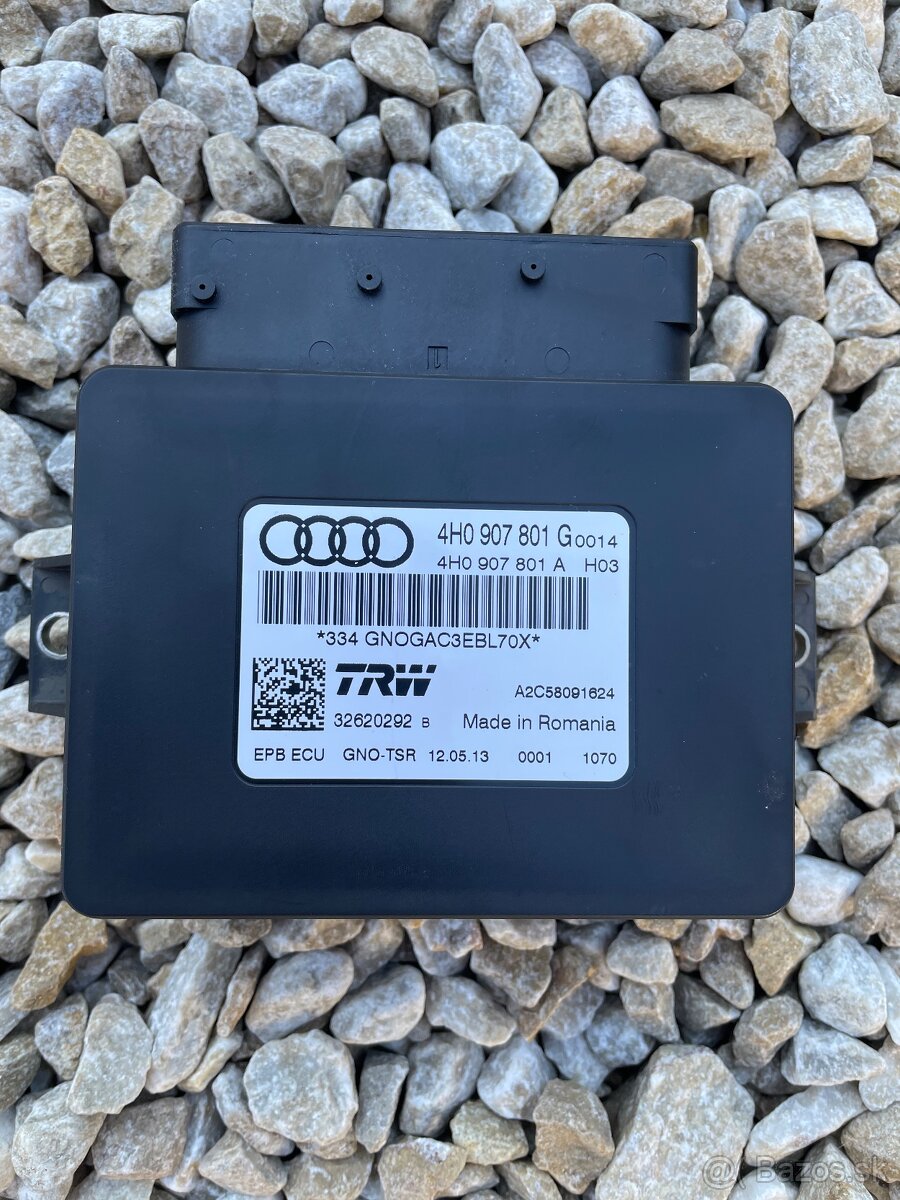 4H0 907 801 G 0014
4H0 907 801 A H03
*334 GNOGAC3EBL70X*
TRW
A2C58091624
32620292 B Made in Romania
EPB ECU GNO-TSR 12.05.13 0001 1070
@ Bazos.sk